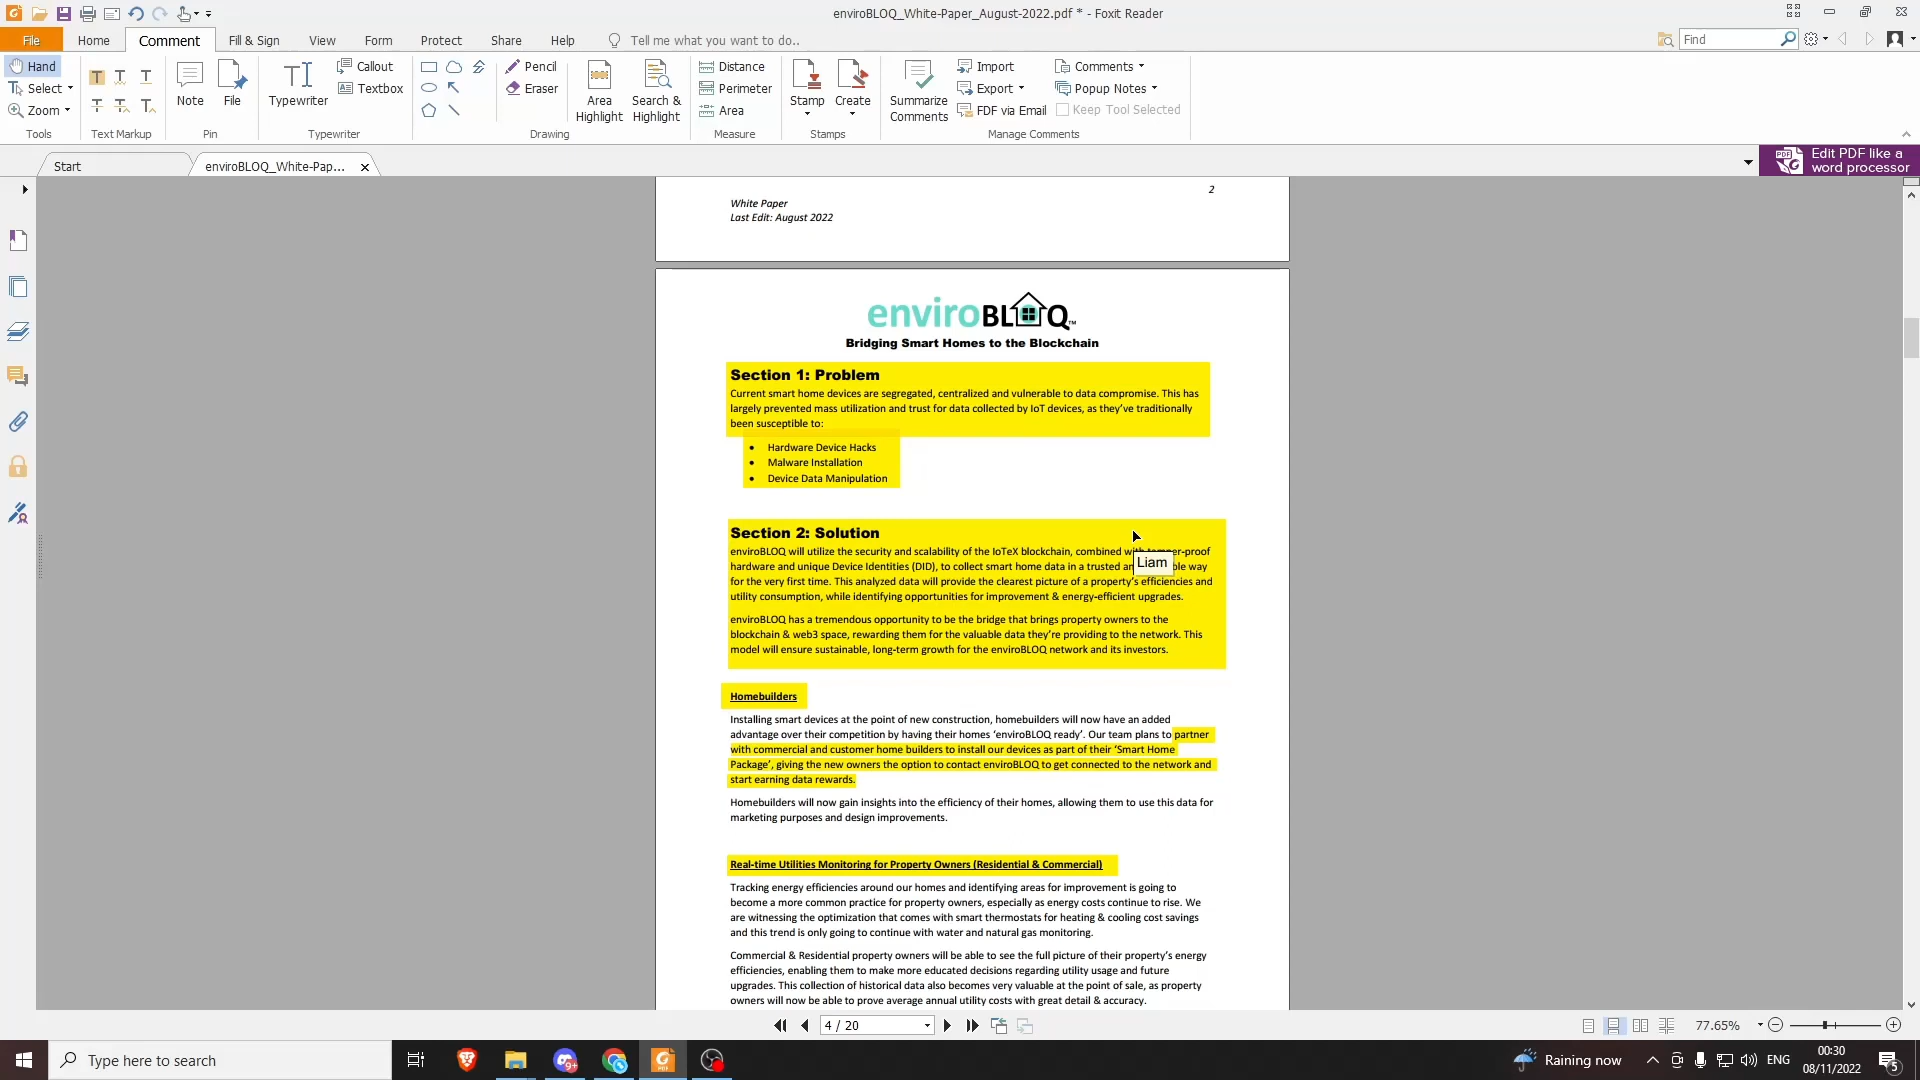 enviroBLOQ_White-Paper_August-2022.pdf * - Foxit Reader
File Home Comment Fill & Sign View Form Protect Share Help Tell me what you want to do.. Find
Hand
Select
Zoom
Tools
Text Markup
Note
File
Pin
Typewriter
Callout
Textbox
Typewriter
Pencil
Eraser
Area
Highlight
Search &
Highlight
Drawing
Distance
Perimeter
Area
Measure
Stamp
Create
Stamps
Summarize
Comments
Import
Export
FDF via Email
Comments
Popup Notes
Keep Tool Selected
Manage Comments
Start
enviroBLOQ_White-Pap...
Edit PDF like a
word processor
2
White Paper
Last Edit: August 2022
enviroBLOQ™
Bridging Smart Homes to the Blockchain
Section 1: Problem
Current smart home devices are segregated, centralized and vulnerable to data compromise. This has
largely prevented mass utilization and trust for data collected by IoT devices, as they've traditionally
been susceptible to:
• Hardware Device Hacks
• Malware Installation
• Device Data Manipulation
Section 2: Solution
enviroBLOQ will utilize the security and scalability of the IoTeX blockchain, combined with -proof
hardware and unique Device Identities (DID), to collect smart home data in a trusted way
for the very first time. This analyzed data will provide the clearest picture of a property's efficiencies and
utility consumption, while identifying opportunities for improvement & energy-efficient upgrades.
Liam
enviroBLOQ has a tremendous opportunity to be the bridge that brings property owners to the
blockchain & web3 space, rewarding them for the valuable data they're providing to the network. This
model will ensure sustainable, long-term growth for the enviroBLOQ network and its investors.
Homebuilders
Installing smart devices at the point of new construction, homebuilders will now have an added
advantage over their competition by having their homes 'enviroBLOQ ready'. Our team plans to partner
with commercial and customer home builders to install our devices as part of their 'Smart Home
Package', giving the new owners the option to contact enviroBLOQ to get connected to the network and
start earning data rewards.
Homebuilders will now gain insights into the efficiency of their homes, allowing them to use this data for
marketing purposes and design improvements.
Real-time Utilities Monitoring for Property Owners (Residential & Commercial)
Tracking energy efficiencies around our homes and identifying areas for improvement is going to
become a more common practice for property owners, especially as energy costs continue to rise. We
are witnessing the optimization that comes with smart thermostats for heating & cooling cost savings
and this trend is only going to continue with water and natural gas monitoring.
Commercial & Residential property owners will be able to see the full picture of their property's energy
efficiencies, enabling them to make more educated decisions regarding utility usage and future
upgrades. This collection of historical data also becomes very valuable at the point of sale, as property
owners will now be able to prove average annual utility costs with great detail & accuracy.
4 / 20
77.65%
Type here to search
9+
Raining now
ENG
00:30
08/11/2022
5